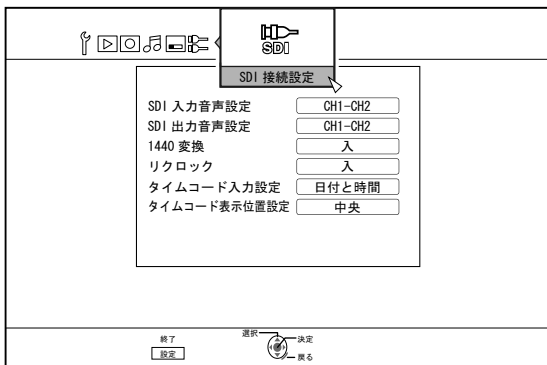 SDI
SDI 接続設定
SDI 入力音声設定 CH1-CH2
SDI 出力音声設定 CH1-CH2
1440 変換 入
リクロック 入
タイムコード入力設定 日付と時間
タイムコード表示位置設定 中央
終了
設定
選択
決定
戻る